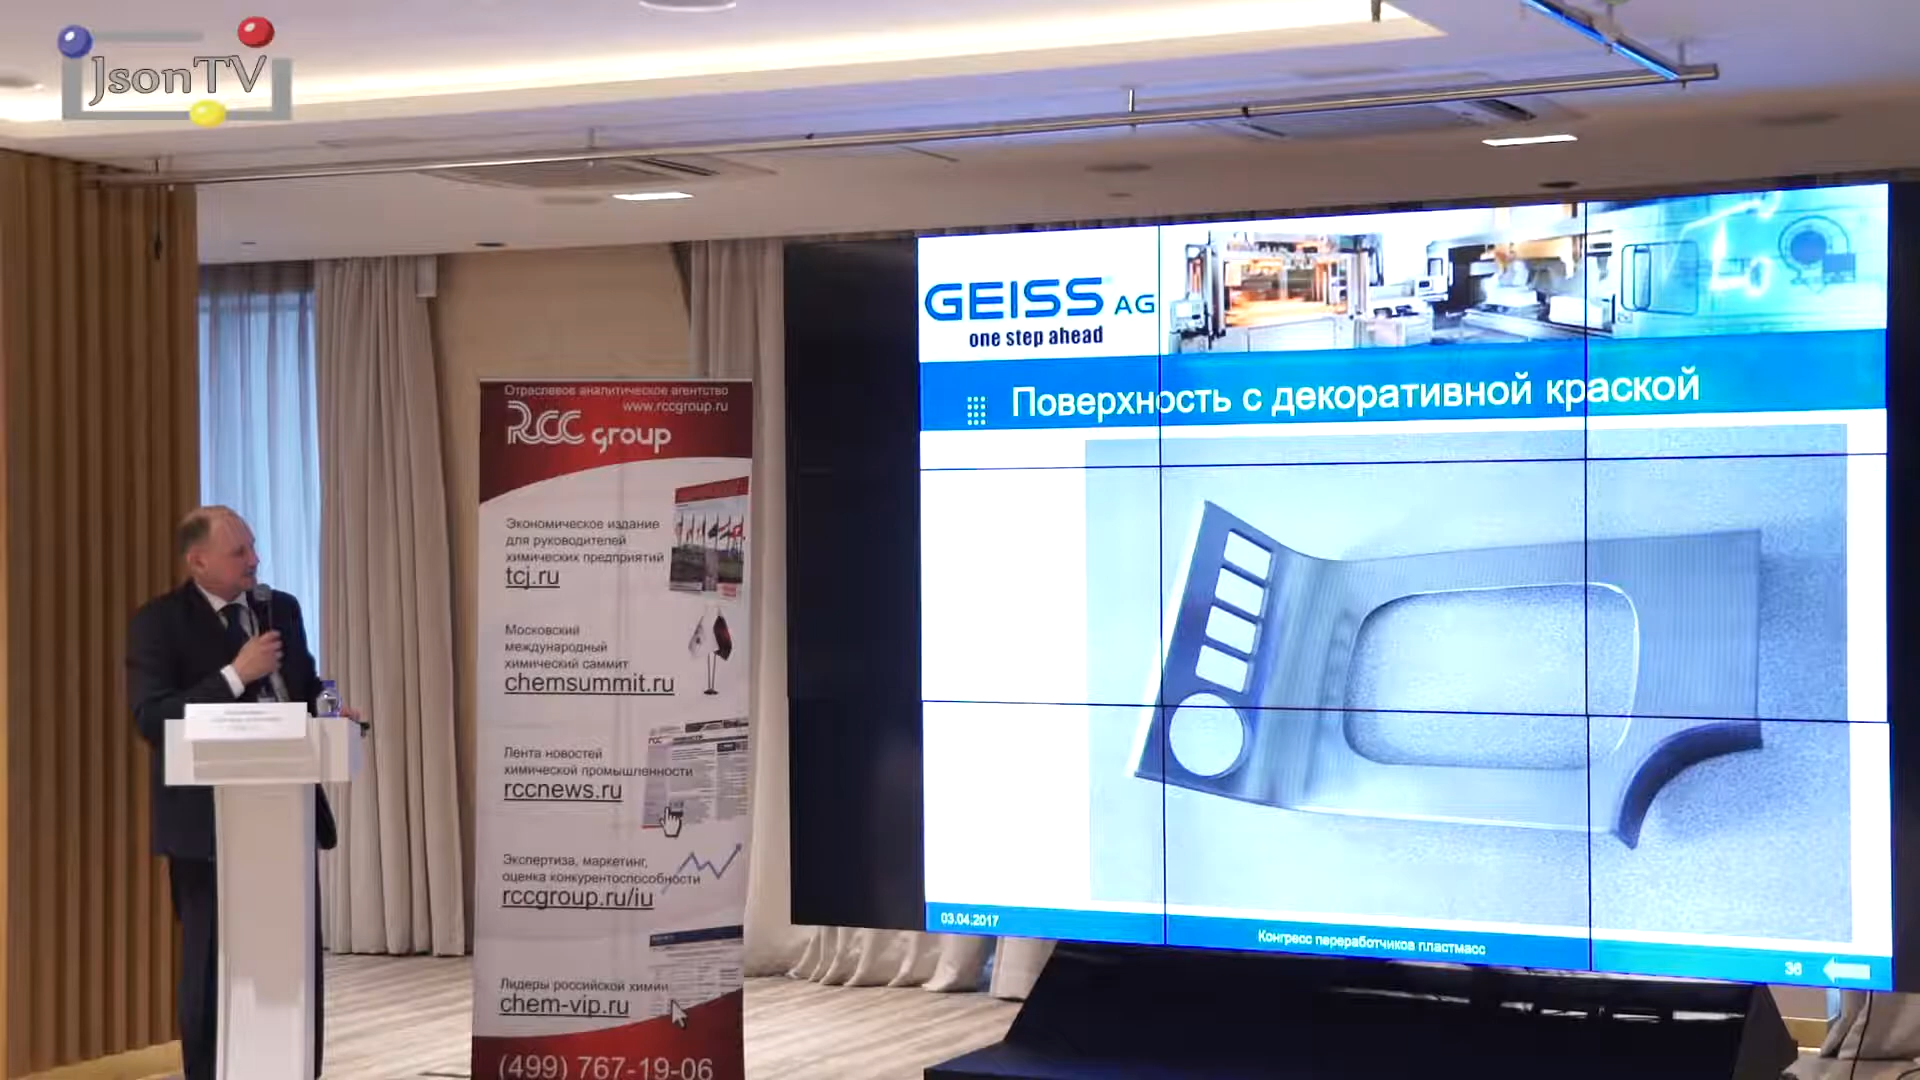 JsonTV
Отраслевое аналитическое агентство
www.rccgroup.ru
RCC group
Экономическое издание
для руководителей
химических предприятий
tcj.ru
Московский
международный
химический саммит
chemsummit.ru
Лента новостей
химической промышленности
rccnews.ru
Экспертиза, маркетинг,
оценка конкурентоспособности
rccgroup.ru/iu
Лидеры российской химии
chem-vip.ru
(499) 767-19-06
GEISS AG
one step ahead
Поверхность с декоративной краской
03.04.2017
Конгресс переработчиков пластмасс
36